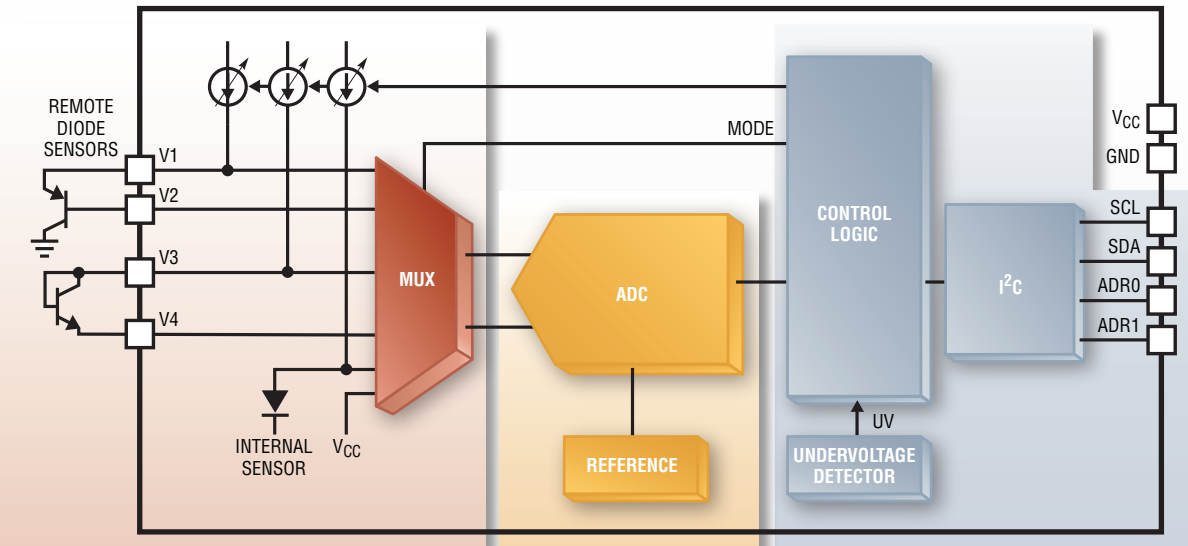 REMOTE
DIODE
SENSORS
V1
V2
V3
V4
INTERNAL
SENSOR
VCC
MUX
MODE
ADC
REFERENCE
CONTROL
LOGIC
UV
UNDERVOLTAGE
DETECTOR
I²C
VCC
GND
SCL
SDA
ADR0
ADR1